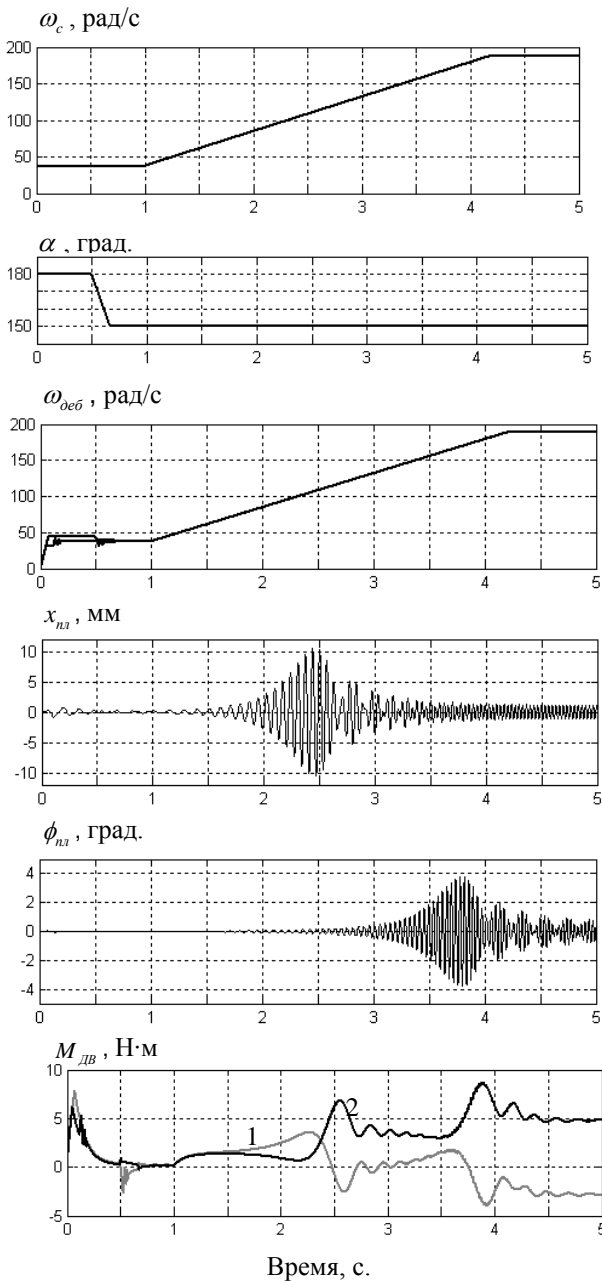 ω_c , рад/с
200
150
100
50
0
0 1 2 3 4 5
α , град.
180
150
0 1 2 3 4 5
ω_деб , рад/с
200
150
100
50
0
0 1 2 3 4 5
x_пл , мм
10
5
0
-5
-10
0 1 2 3 4 5
ϕ_пл , град.
4
2
0
-2
-4
0 1 2 3 4 5
M_ДВ , Н·м
10
5
0
-5
1 2
0 1 2 3 4 5
Время, с.